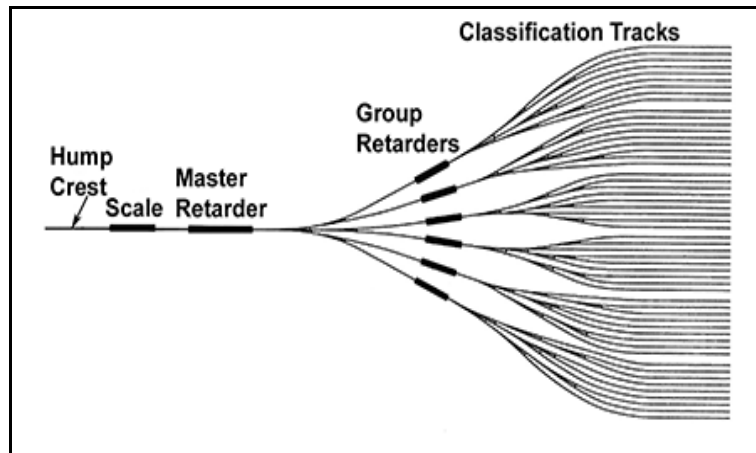 Classification Tracks
Group
Retarders
Hump
Crest
Scale
Master
Retarder